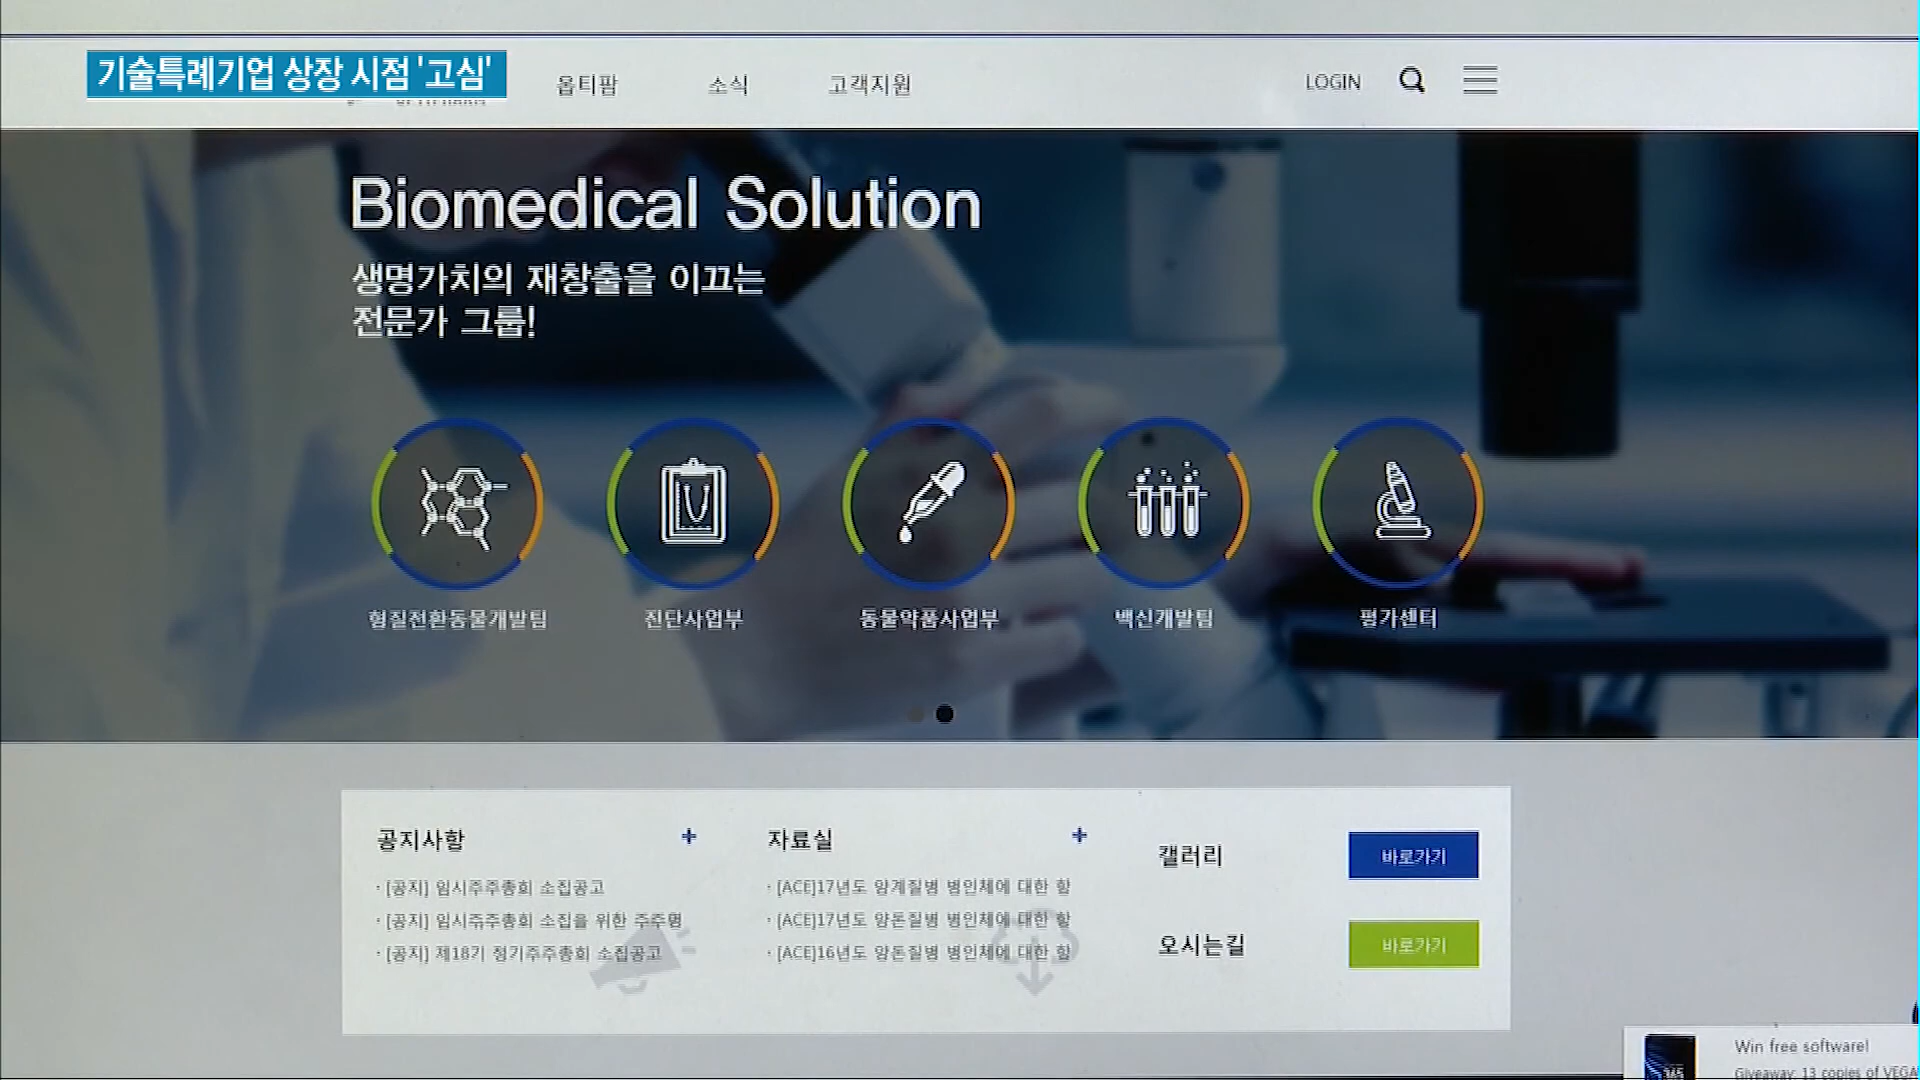 기술특례기업 상장 시점 '고심'
옵티팜 소식 고객지원 LOGIN
Biomedical Solution
생명가치의 재창출을 이끄는
전문가 그룹!
형질전환동물개발팀 진단사업부 동물약품사업부 백신개발팀 평가센터
공지사항 +
· [공지] 임시주주총회 소집공고
· [공지] 임시주주총회 소집을 위한 주주명
· [공지] 제18기 정기주주총회 소집공고
자료실 +
· [ACE]17년도 양계질병 병인체에 대한 항
· [ACE]17년도 양돈질병 병인체에 대한 항
· [ACE]16년도 양돈질병 병인체에 대한 항
갤러리 바로가기
오시는길 바로가기
Win free software!
Giveaway: 13 copies of VEGA
365